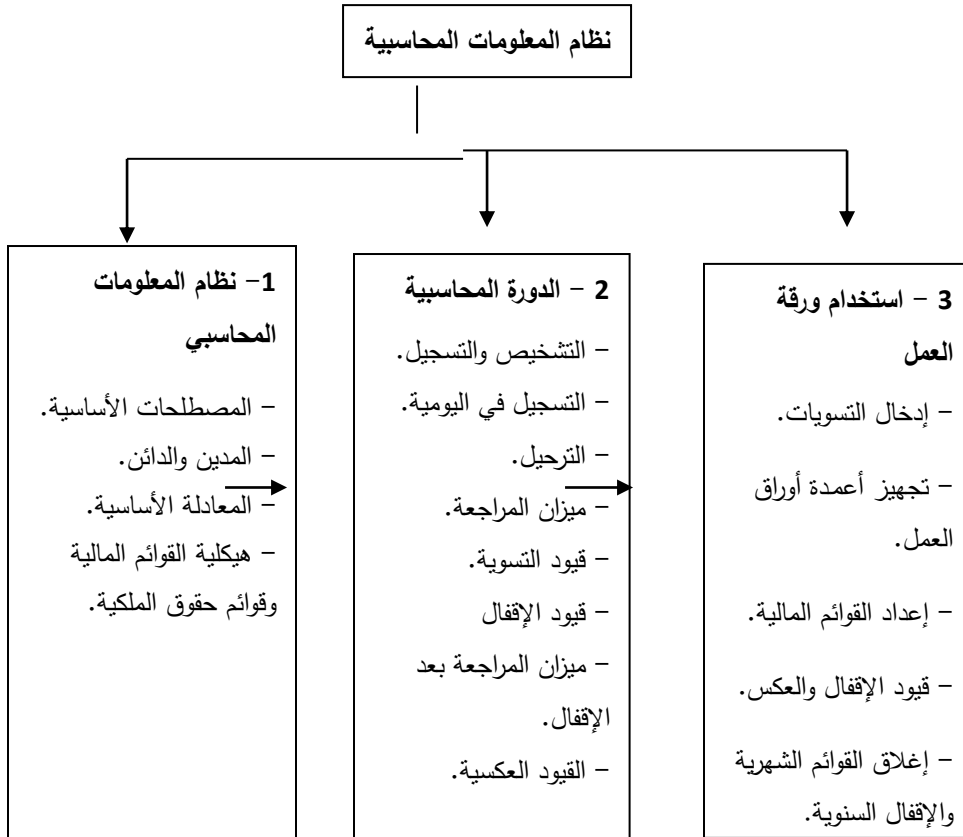 نظام المعلومات المحاسبية
1- نظام المعلومات
المحاسبي
- المصطلحات الأساسية.
- المدين والدائن.
- المعادلة الأساسية.
- هيكلية القوائم المالية
وقوائم حقوق الملكية.
2 - الدورة المحاسبية
- التشخيص والتسجيل.
- التسجيل في اليومية.
- الترحيل.
- ميزان المراجعة.
- قيود التسوية.
- قيود الإقفال
- ميزان المراجعة بعد
الإقفال.
- القيود العكسية.
3 - استخدام ورقة
العمل
- إدخال التسويات.
- تجهيز أعمدة أوراق
العمل.
- إعداد القوائم المالية.
- قيود الإقفال والعكس.
- إغلاق القوائم الشهرية
والإقفال السنوية.